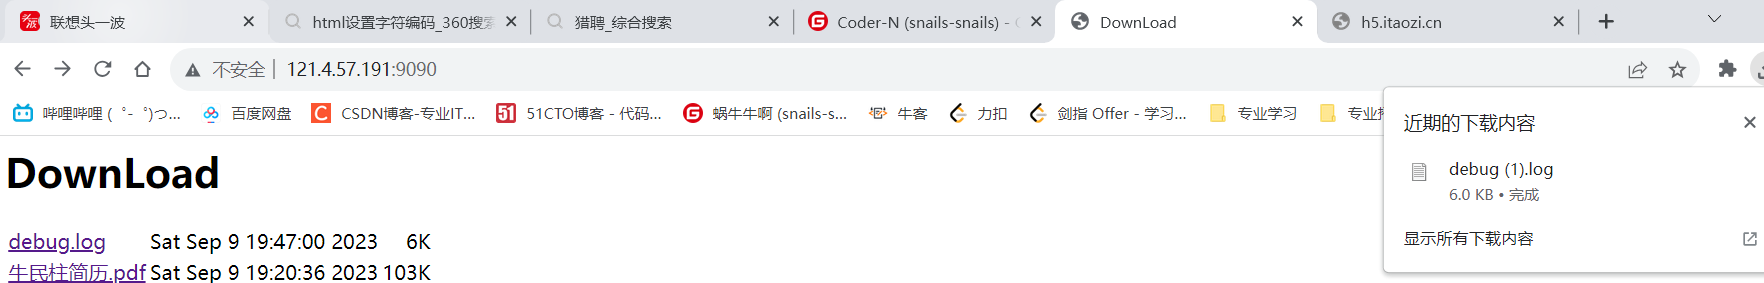 联想头一波
html设置字符编码_360搜索
猎聘_综合搜索
Coder-N (snails-snails) -
DownLoad
h5.itaozi.cn
不安全 | 121.4.57.191:9090
哔哩哔哩 (゜-゜)つ...
百度网盘
CSDN博客-专业IT...
51CTO博客 - 代码...
蜗牛牛啊 (snails-s...
牛客
力扣
剑指 Offer - 学习...
专业学习
专业
近期的下载内容
debug (1).log
6.0 KB • 完成
显示所有下载内容
DownLoad
debug.log Sat Sep 9 19:47:00 2023 6K
牛民柱简历.pdf Sat Sep 9 19:20:36 2023 103K